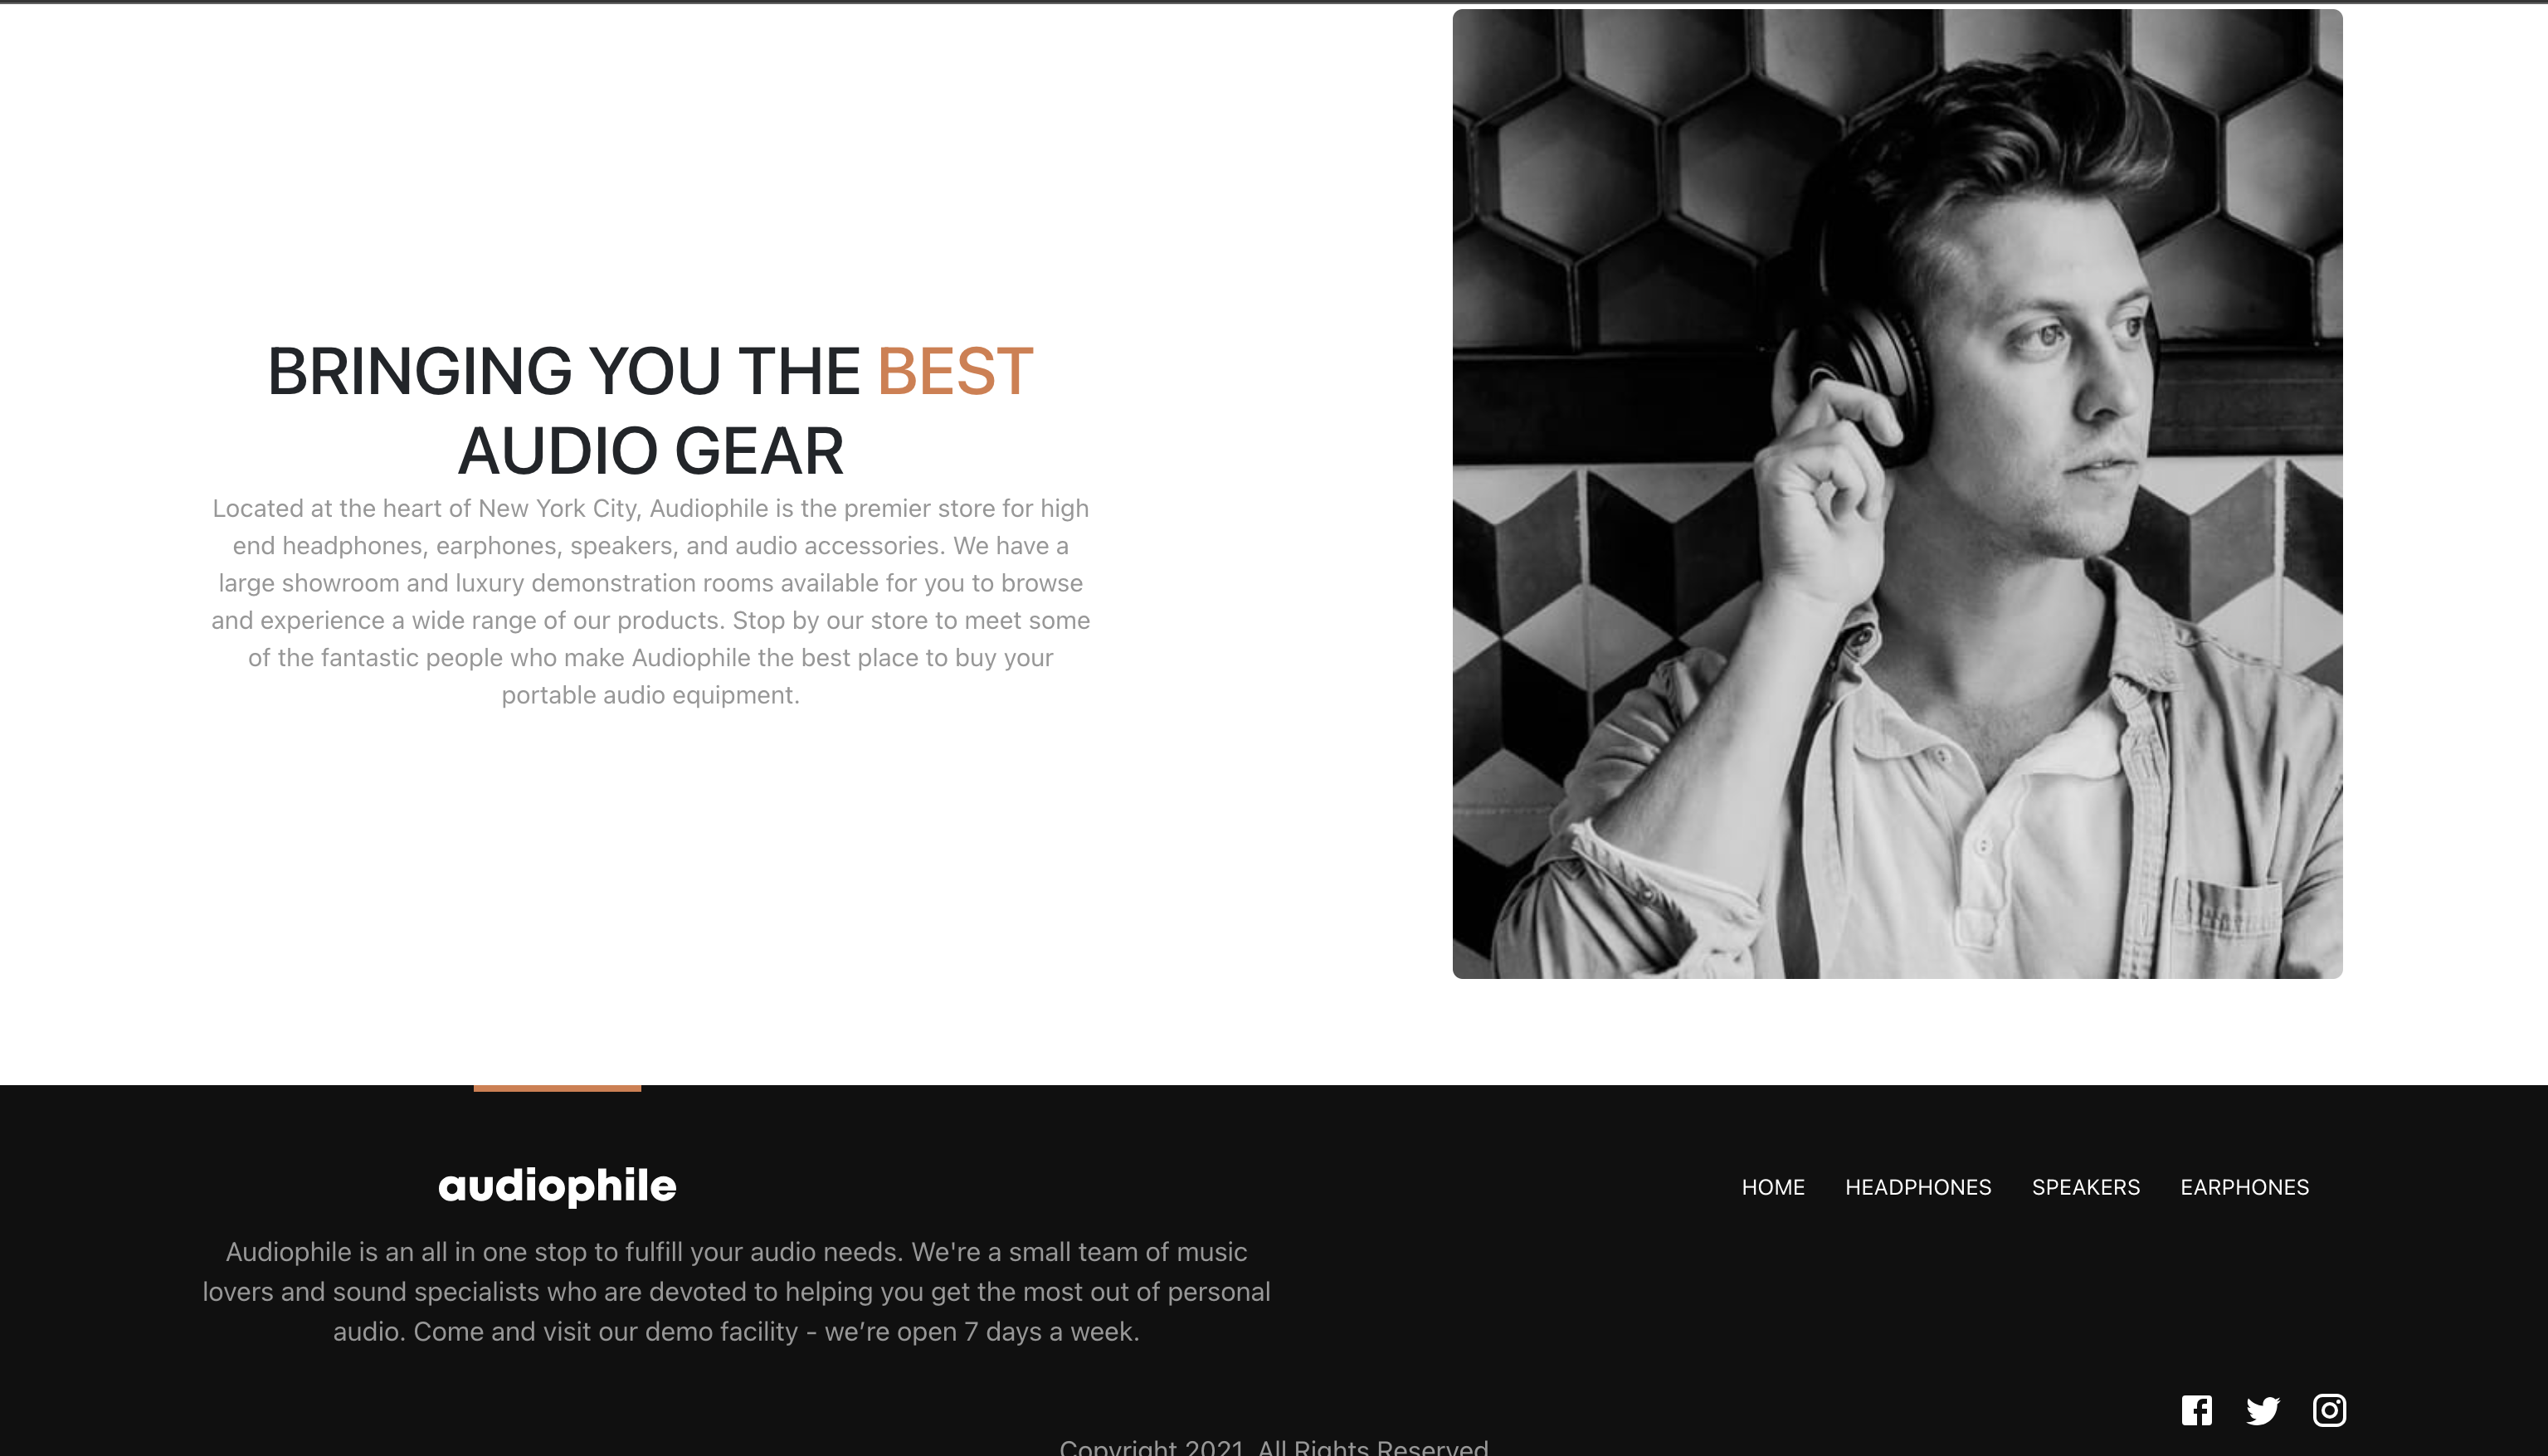 BRINGING YOU THE BEST
AUDIO GEAR
Located at the heart of New York City, Audiophile is the premier store for high
end headphones, earphones, speakers, and audio accessories. We have a
large showroom and luxury demonstration rooms available for you to browse
and experience a wide range of our products. Stop by our store to meet some
of the fantastic people who make Audiophile the best place to buy your
portable audio equipment.
audiophile
HOME HEADPHONES SPEAKERS EARPHONES
Audiophile is an all in one stop to fulfill your audio needs. We're a small team of music
lovers and sound specialists who are devoted to helping you get the most out of personal
audio. Come and visit our demo facility - we’re open 7 days a week.
Copyright 2021. All Rights Reserved